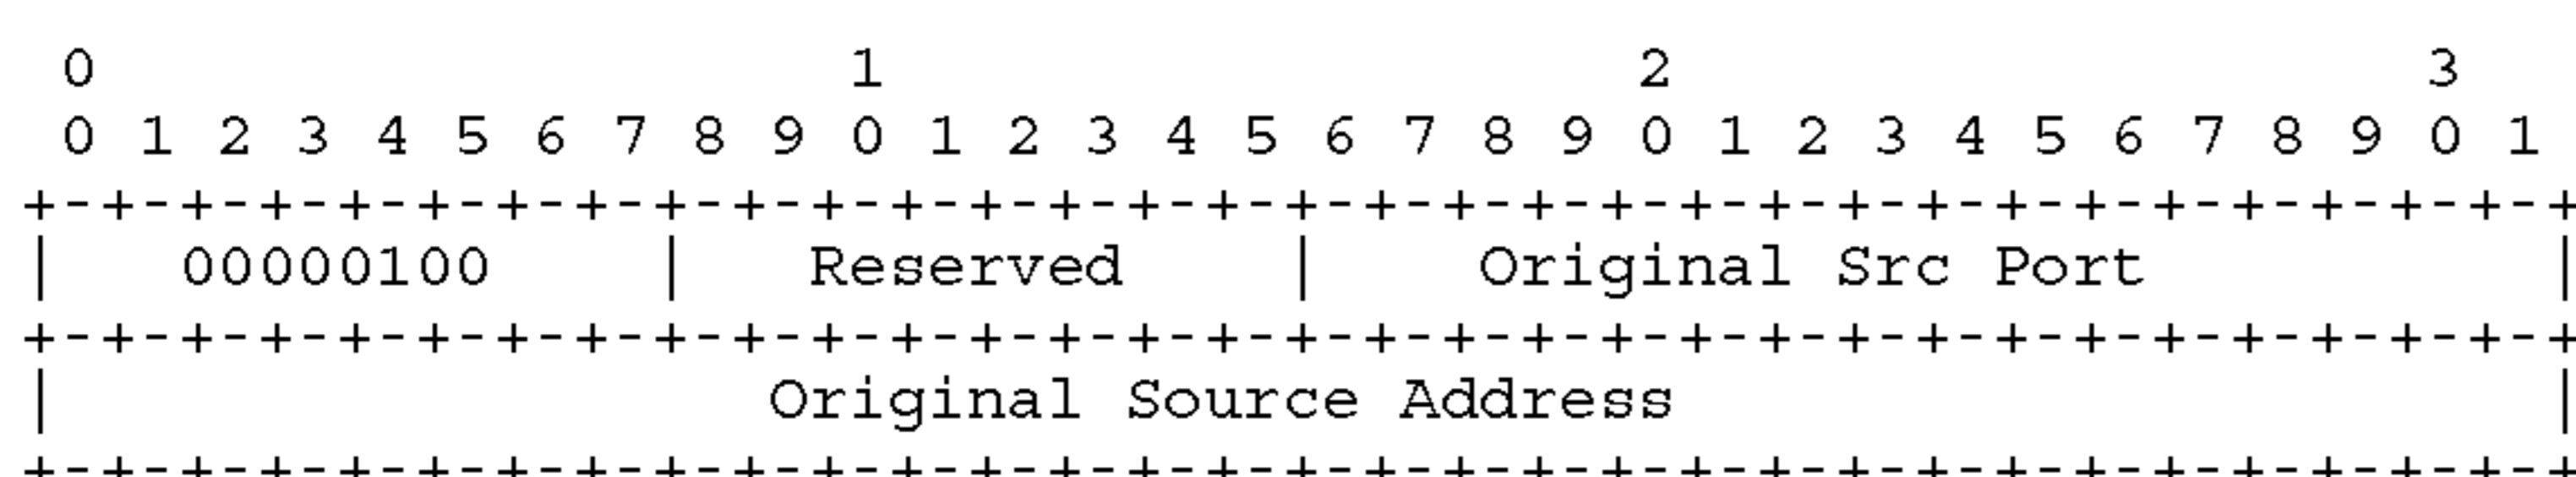 0                   1                   2                   3
 0 1 2 3 4 5 6 7 8 9 0 1 2 3 4 5 6 7 8 9 0 1 2 3 4 5 6 7 8 9 0 1
+-+-+-+-+-+-+-+-+-+-+-+-+-+-+-+-+-+-+-+-+-+-+-+-+-+-+-+-+-+-+-+-+
|   00000100    |   Reserved    |    Original Src Port          |
+-+-+-+-+-+-+-+-+-+-+-+-+-+-+-+-+-+-+-+-+-+-+-+-+-+-+-+-+-+-+-+-+
|                  Original Source Address                      |
+-+-+-+-+-+-+-+-+-+-+-+-+-+-+-+-+-+-+-+-+-+-+-+-+-+-+-+-+-+-+-+-+